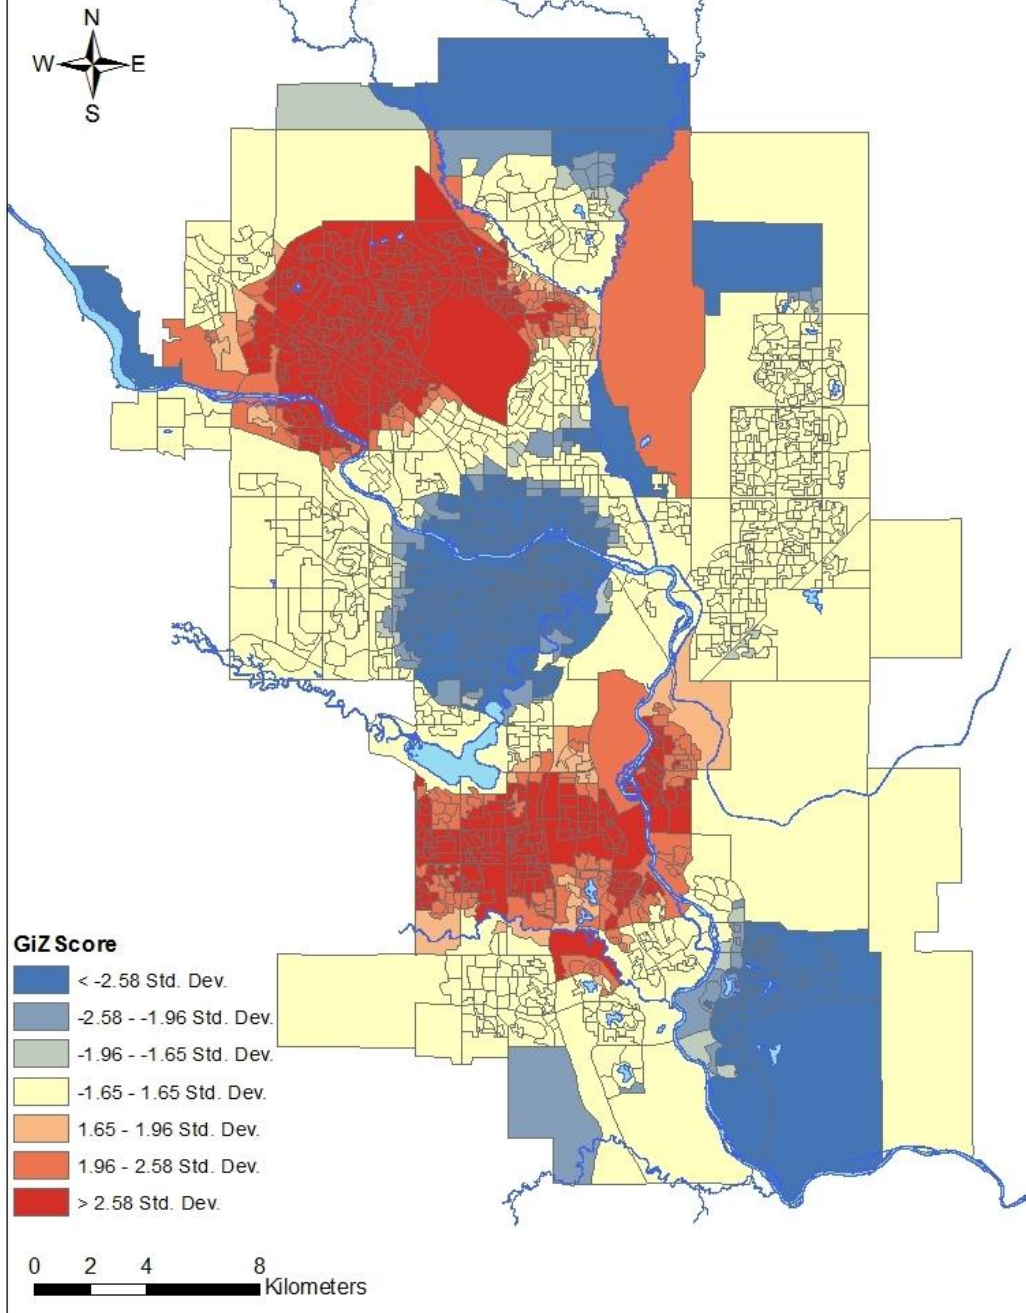 N
W E
S
GiZ Score
< -2.58 Std. Dev.
-2.58 - -1.96 Std. Dev.
-1.96 - -1.65 Std. Dev.
-1.65 - 1.65 Std. Dev.
1.65 - 1.96 Std. Dev.
1.96 - 2.58 Std. Dev.
> 2.58 Std. Dev.
0 2 4 8
Kilometers